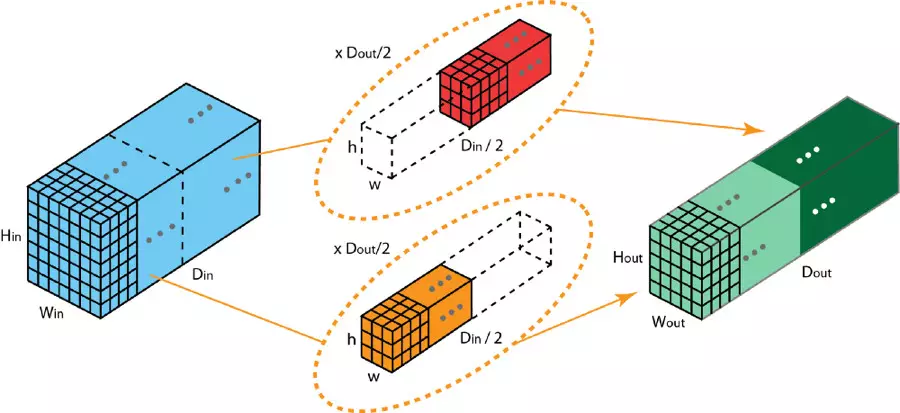 x Dout/2
h
w
Din / 2
Hin
Win
Din
x Dout/2
h
w
Din / 2
Hout
Wout
Dout